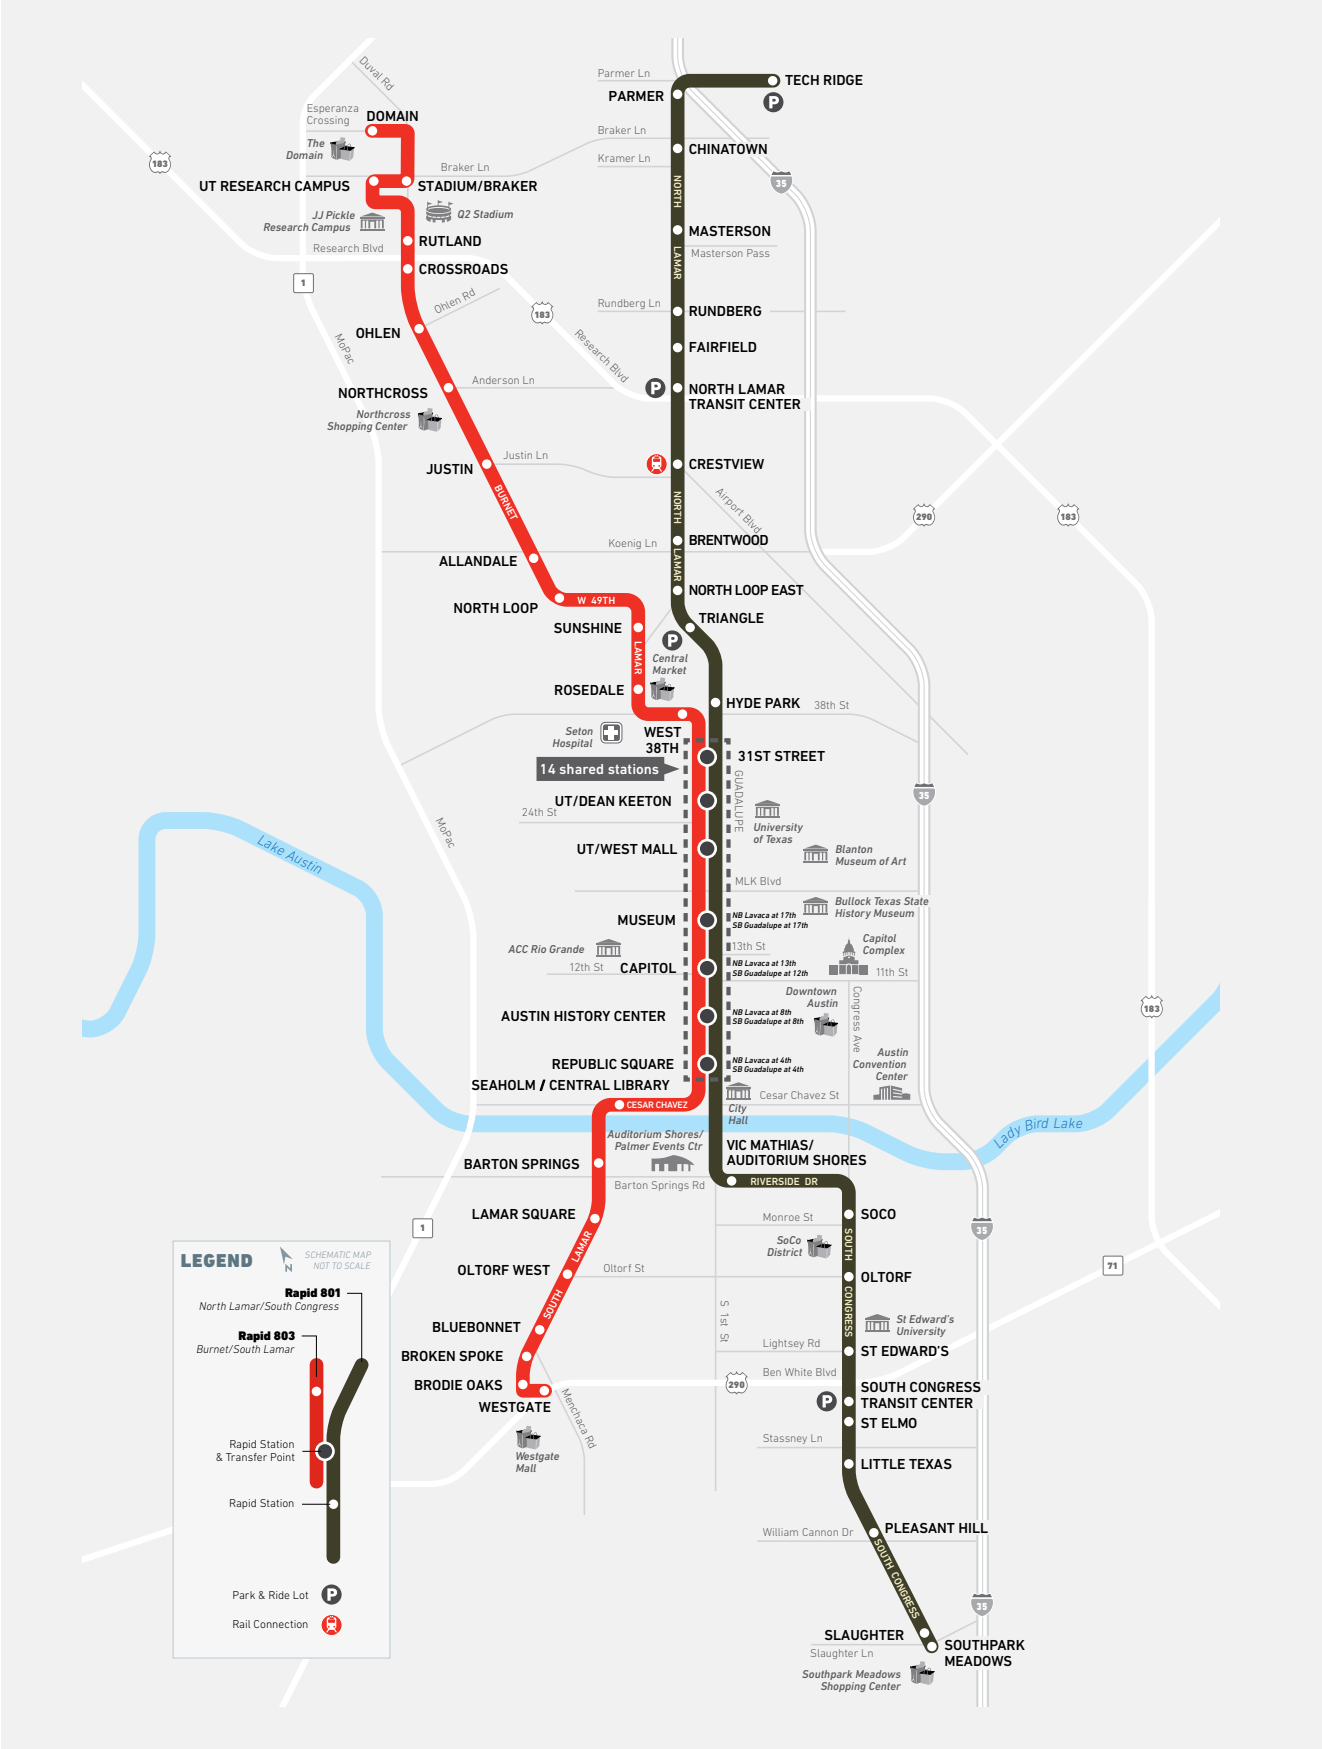 Duval Rd
Parmer Ln
TECH RIDGE
PARMER
P
Esperanza
Crossing
DOMAIN
The
Domain
Braker Ln
CHINATOWN
Kramer Ln
183
Braker Ln
35
UT RESEARCH CAMPUS
STADIUM/BRAKER
NORTH
JJ Pickle
Research Campus
Q2 Stadium
MASTERSON
RUTLAND
Research Blvd
Masterson Pass
LAMAR
CROSSROADS
1
Ohlen Rd
Rundberg Ln
RUNDBERG
183
OHLEN
MoPac
Research Blvd
FAIRFIELD
Anderson Ln
P
NORTH LAMAR
TRANSIT CENTER
NORTHCROSS
Northcross
Shopping Center
Justin Ln
JUSTIN
CRESTVIEW
BURNET
NORTH
Airport Blvd
290
183
Koenig Ln
BRENTWOOD
ALLANDALE
LAMAR
NORTH LOOP EAST
NORTH LOOP
W 49TH
TRIANGLE
SUNSHINE
P
LAMAR
Central
Market
ROSEDALE
HYDE PARK
38th St
Seton
Hospital
WEST
38TH
31ST STREET
14 shared stations
GUADALUPE
35
UT/DEAN KEETON
24th St
University
of Texas
MoPac
Lake Austin
UT/WEST MALL
Blanton
Museum of Art
MLK Blvd
Bullock Texas State
History Museum
MUSEUM
NB Lavaca at 17th
SB Guadalupe at 17th
ACC Rio Grande
13th St
Capitol
Complex
12th St
CAPITOL
NB Lavaca at 13th
SB Guadalupe at 12th
11th St
Downtown
Austin
Congress Ave
183
AUSTIN HISTORY CENTER
NB Lavaca at 8th
SB Guadalupe at 8th
Austin
Convention
Center
REPUBLIC SQUARE
NB Lavaca at 4th
SB Guadalupe at 4th
SEAHOLM / CENTRAL LIBRARY
Cesar Chavez St
CESAR CHAVEZ
City
Hall
Lady Bird Lake
Auditorium Shores/
Palmer Events Ctr
VIC MATHIAS/
AUDITORIUM SHORES
BARTON SPRINGS
Barton Springs Rd
RIVERSIDE DR
LAMAR SQUARE
Monroe St
SOCO
1
35
LAMAR
SoCo
District
SOUTH
71
OLTORF WEST
Oltorf St
OLTORF
SOUTH
S 1st St
CONGRESS
St Edward's
University
BLUEBONNET
Lightsey Rd
ST EDWARD'S
BROKEN SPOKE
Ben White Blvd
BRODIE OAKS
290
SOUTH CONGRESS
TRANSIT CENTER
P
WESTGATE
Menchaca Rd
ST ELMO
Stassney Ln
Westgate
Mall
LITTLE TEXAS
PLEASANT HILL
William Cannon Dr
SOUTH CONGRESS
35
SLAUGHTER
Slaughter Ln
SOUTHPARK
MEADOWS
Southpark Meadows
Shopping Center
LEGEND
N
SCHEMATIC MAP
NOT TO SCALE
Rapid 801
North Lamar/South Congress
Rapid 803
Burnet/South Lamar
Rapid Station
& Transfer Point
Rapid Station
Park & Ride Lot
P
Rail Connection